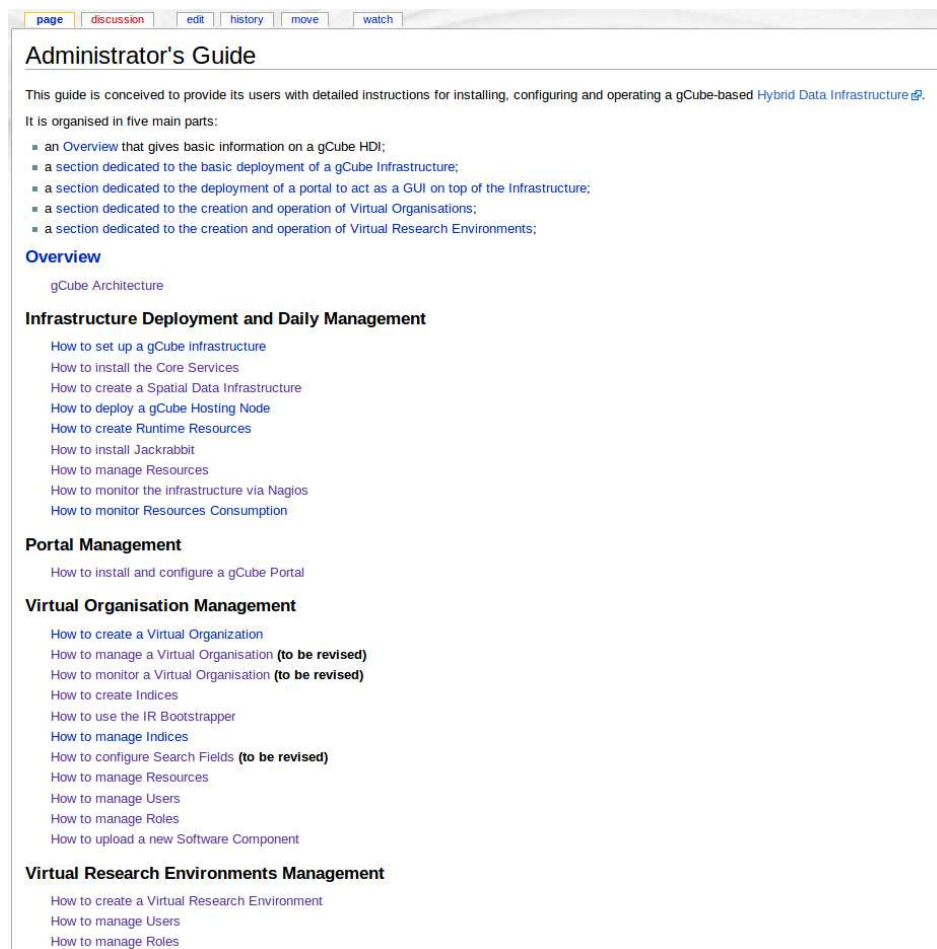 page discussion edit history move watch
Administrator's Guide
This guide is conceived to provide its users with detailed instructions for installing, configuring and operating a gCube-based Hybrid Data Infrastructure.
It is organised in five main parts:
an Overview that gives basic information on a gCube HDI;
a section dedicated to the basic deployment of a gCube Infrastructure;
a section dedicated to the deployment of a portal to act as a GUI on top of the Infrastructure;
a section dedicated to the creation and operation of Virtual Organisations;
a section dedicated to the creation and operation of Virtual Research Environments;
Overview
gCube Architecture
Infrastructure Deployment and Daily Management
How to set up a gCube infrastructure
How to install the Core Services
How to create a Spatial Data Infrastructure
How to deploy a gCube Hosting Node
How to create Runtime Resources
How to install Jackrabbit
How to manage Resources
How to monitor the infrastructure via Nagios
How to monitor Resources Consumption
Portal Management
How to install and configure a gCube Portal
Virtual Organisation Management
How to create a Virtual Organization
How to manage a Virtual Organisation (to be revised)
How to monitor a Virtual Organisation (to be revised)
How to create Indices
How to use the IR Bootstrapper
How to manage Indices
How to configure Search Fields (to be revised)
How to manage Resources
How to manage Users
How to manage Roles
How to upload a new Software Component
Virtual Research Environments Management
How to create a Virtual Research Environment
How to manage Users
How to manage Roles